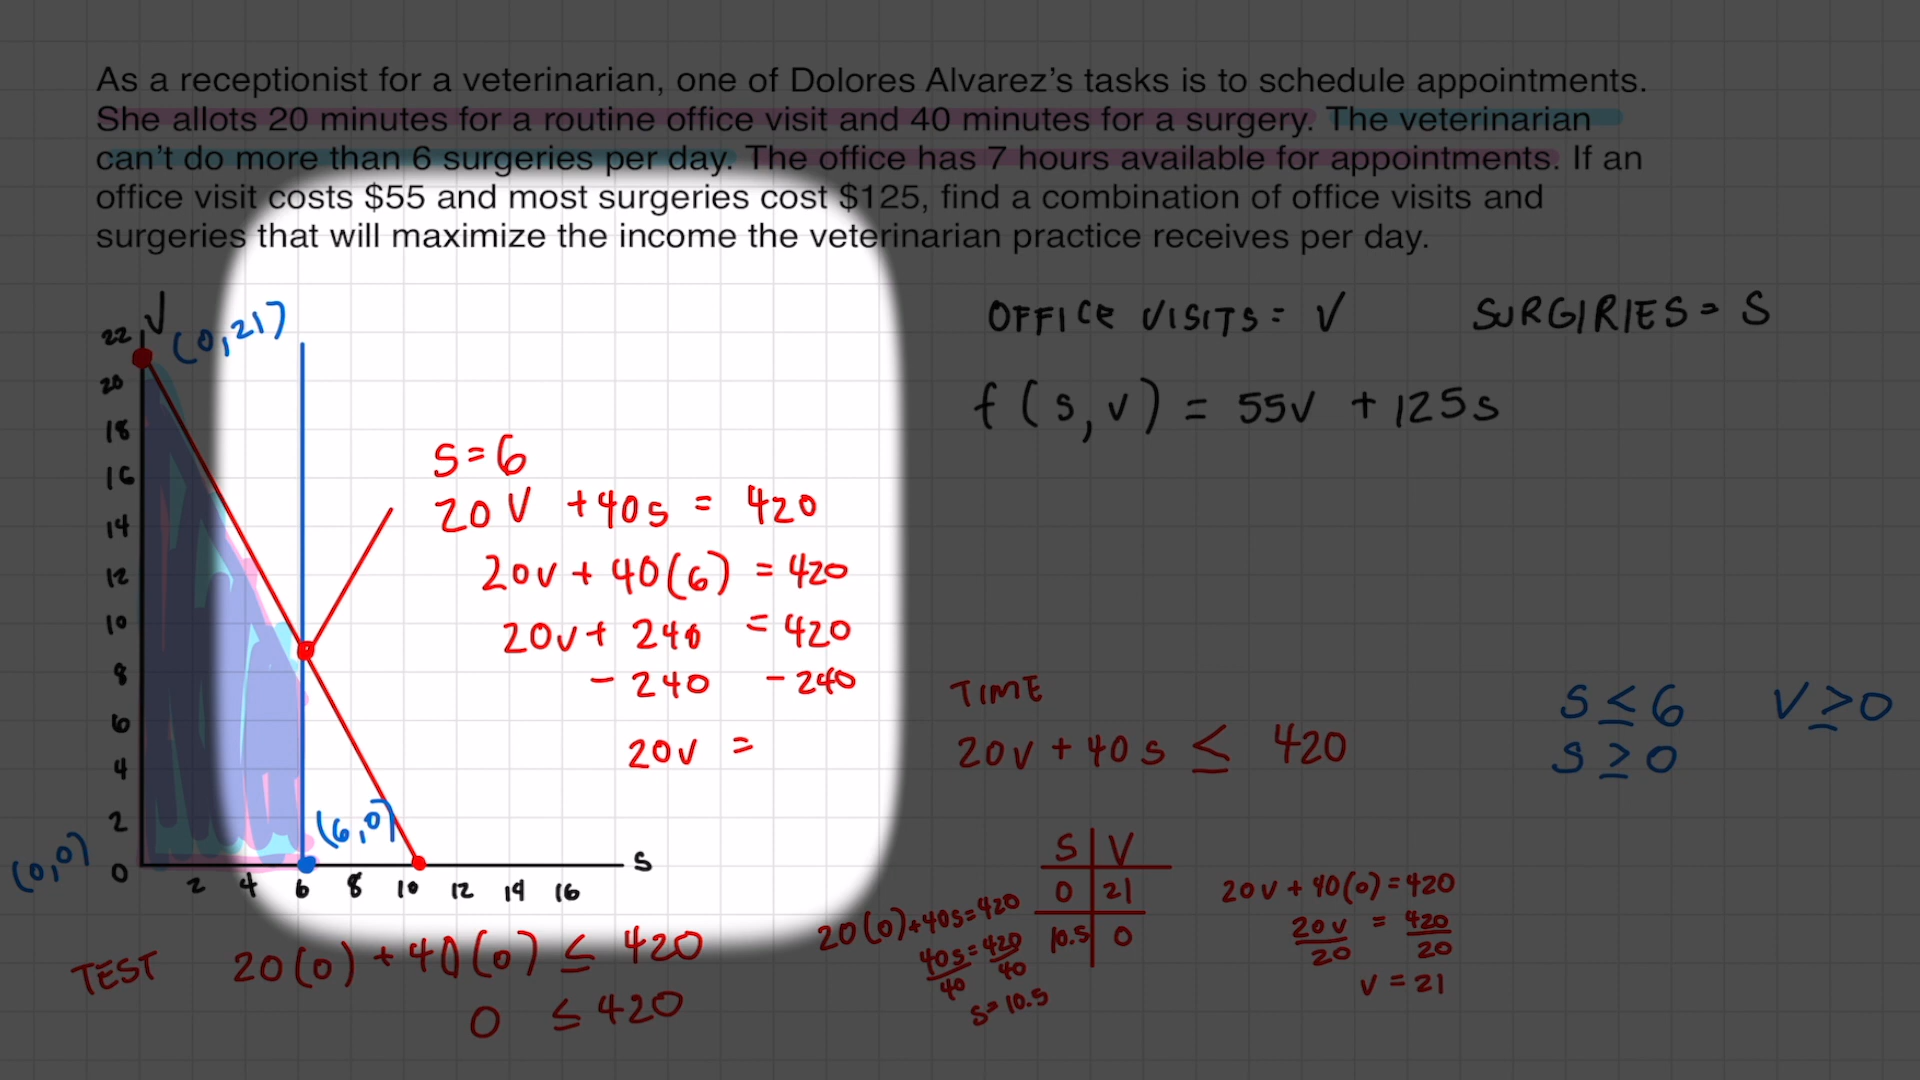 As a receptionist for a veterinarian, one of Dolores Alvarez's tasks is to schedule appointments.
She allots 20 minutes for a routine office visit and 40 minutes for a surgery. The veterinarian
can't do more than 6 surgeries per day. The office has 7 hours available for appointments. If an
office visit costs $55 and most surgeries cost $125, find a combination of office visits and
surgeries that will maximize the income the veterinarian practice receives per day.
OFFICE VISITS = V
SURGIRIES = S
f(s,v) = 55v + 125s
V
(0,21)
22
20
18
16
14
12
10
8
6
4
2
0
(0,0)
(6,0)
2 4 6 8 10 12 14 16
S
S=6
20V +40s = 420
20v + 40(6) = 420
20v + 240 = 420
- 240 - 240
20v =
TIME
20v + 40s ≤ 420
S ≤ 6 V ≥ 0
S ≥ 0
S V
0 21
10.5 0
20(0)+40s=420
40s=420
40 40
s=10.5
20v + 40(0) = 420
20v = 420
20 20
v = 21
TEST 20(0) + 40(0) ≤ 420
0 ≤ 420